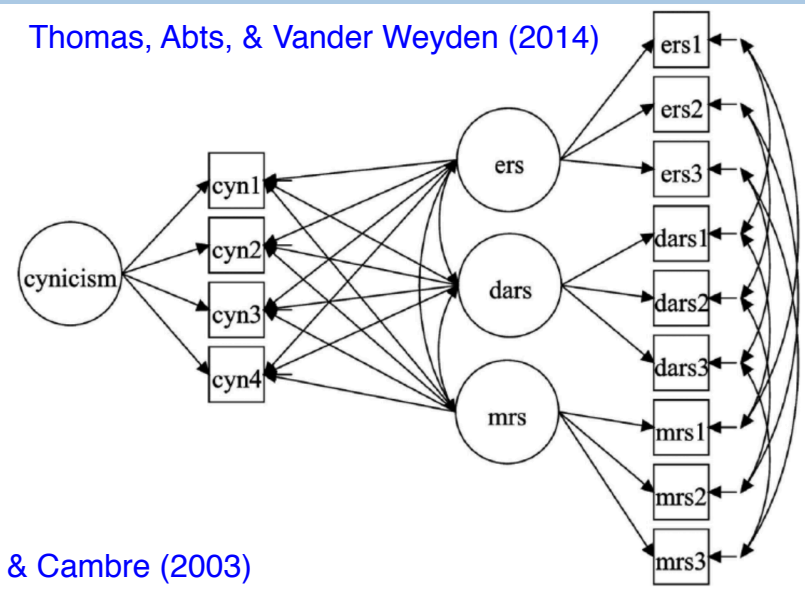 Thomas, Abts, & Vander Weyden (2014)
ers1
ers2
ers3
dars1
dars2
dars3
mrs1
mrs2
mrs3
ers
dars
mrs
cyn1
cyn2
cyn3
cyn4
cynicism
& Cambre (2003)